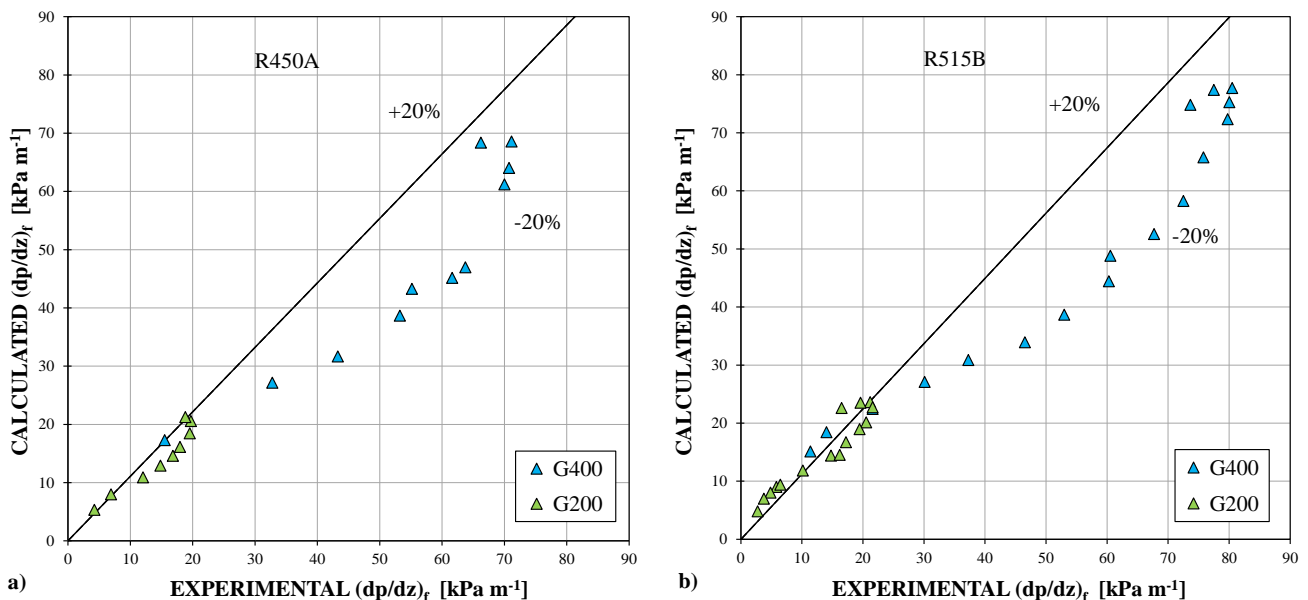 90
80
70
60
50
40
30
20
10
0
0 10 20 30 40 50 60 70 80 90
CALCULATED (dp/dz)f [kPa m-1]
EXPERIMENTAL (dp/dz)f [kPa m-1]
R450A
+20%
-20%
G400
G200
a)
90
80
70
60
50
40
30
20
10
0
0 10 20 30 40 50 60 70 80 90
CALCULATED (dp/dz)f [kPa m-1]
EXPERIMENTAL (dp/dz)f [kPa m-1]
R515B
+20%
-20%
G400
G200
b)